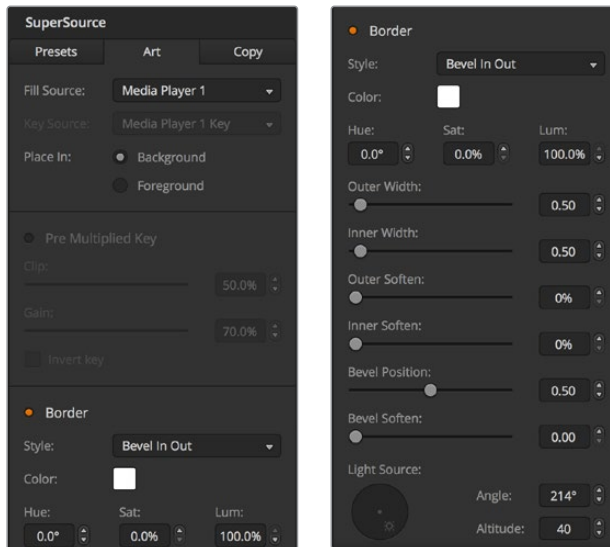 SuperSource
Presets Art Copy
Fill Source: Media Player 1
Key Source: Media Player 1 Key
Place In: Background
Foreground
Pre Multiplied Key
Clip:
50.0%
Gain:
70.0%
Invert key
Border
Style: Bevel In Out
Color:
Hue: Sat: Lum:
0.0° 0.0% 100.0%
Border
Style: Bevel In Out
Color:
Hue: Sat: Lum:
0.0° 0.0% 100.0%
Outer Width:
0.50
Inner Width:
0.50
Outer Soften:
0%
Inner Soften:
0%
Bevel Position:
0.50
Bevel Soften:
0.00
Light Source:
Angle: 214°
Altitude: 40